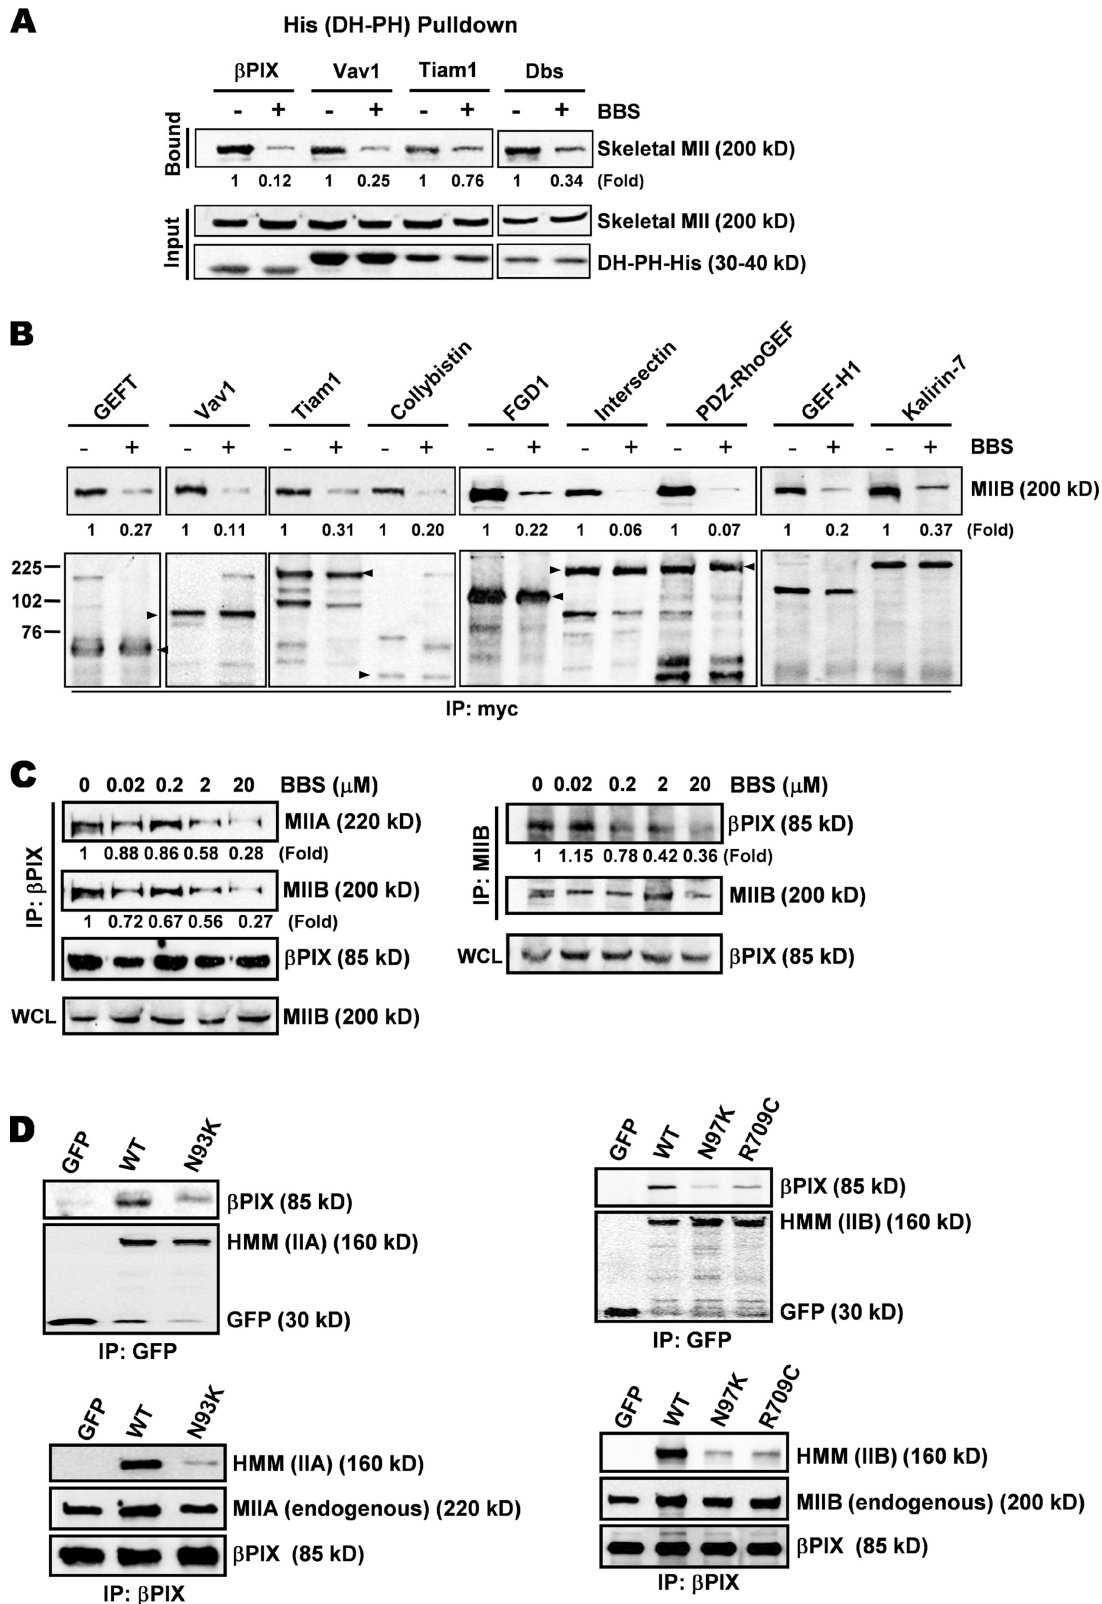 A
His (DH-PH) Pulldown
βPIX Vav1 Tiam1 Dbs
- + - + - + - + BBS
Bound
Skeletal MII (200 kD)
1 0.12 1 0.25 1 0.76 1 0.34 (Fold)
Input
Skeletal MII (200 kD)
DH-PH-His (30-40 kD)
B
GEFT Vav1 Tiam1 Collybistin FGD1 Intersectin PDZ-RhoGEF GEF-H1 Kalirin-7
- + - + - + - + - + - + - + - + - + BBS
MIIB (200 kD)
1 0.27 1 0.11 1 0.31 1 0.20 1 0.22 1 0.06 1 0.07 1 0.2 1 0.37 (Fold)
225
102
76
IP: myc
C
0 0.02 0.2 2 20 BBS (μM)
IP: βPIX
MIIA (220 kD)
1 0.88 0.86 0.58 0.28 (Fold)
MIIB (200 kD)
1 0.72 0.67 0.56 0.27 (Fold)
βPIX (85 kD)
WCL MIIB (200 kD)
0 0.02 0.2 2 20 BBS (μM)
IP: MIIB
βPIX (85 kD)
1 1.15 0.78 0.42 0.36 (Fold)
MIIB (200 kD)
WCL βPIX (85 kD)
D
GFP WT N93K
βPIX (85 kD)
HMM (IIA) (160 kD)
GFP (30 kD)
IP: GFP
GFP WT N97K R709C
βPIX (85 kD)
HMM (IIB) (160 kD)
GFP (30 kD)
IP: GFP
GFP WT N93K
HMM (IIA) (160 kD)
MIIA (endogenous) (220 kD)
βPIX (85 kD)
IP: βPIX
GFP WT N97K R709C
HMM (IIB) (160 kD)
MIIB (endogenous) (200 kD)
βPIX (85 kD)
IP: βPIX